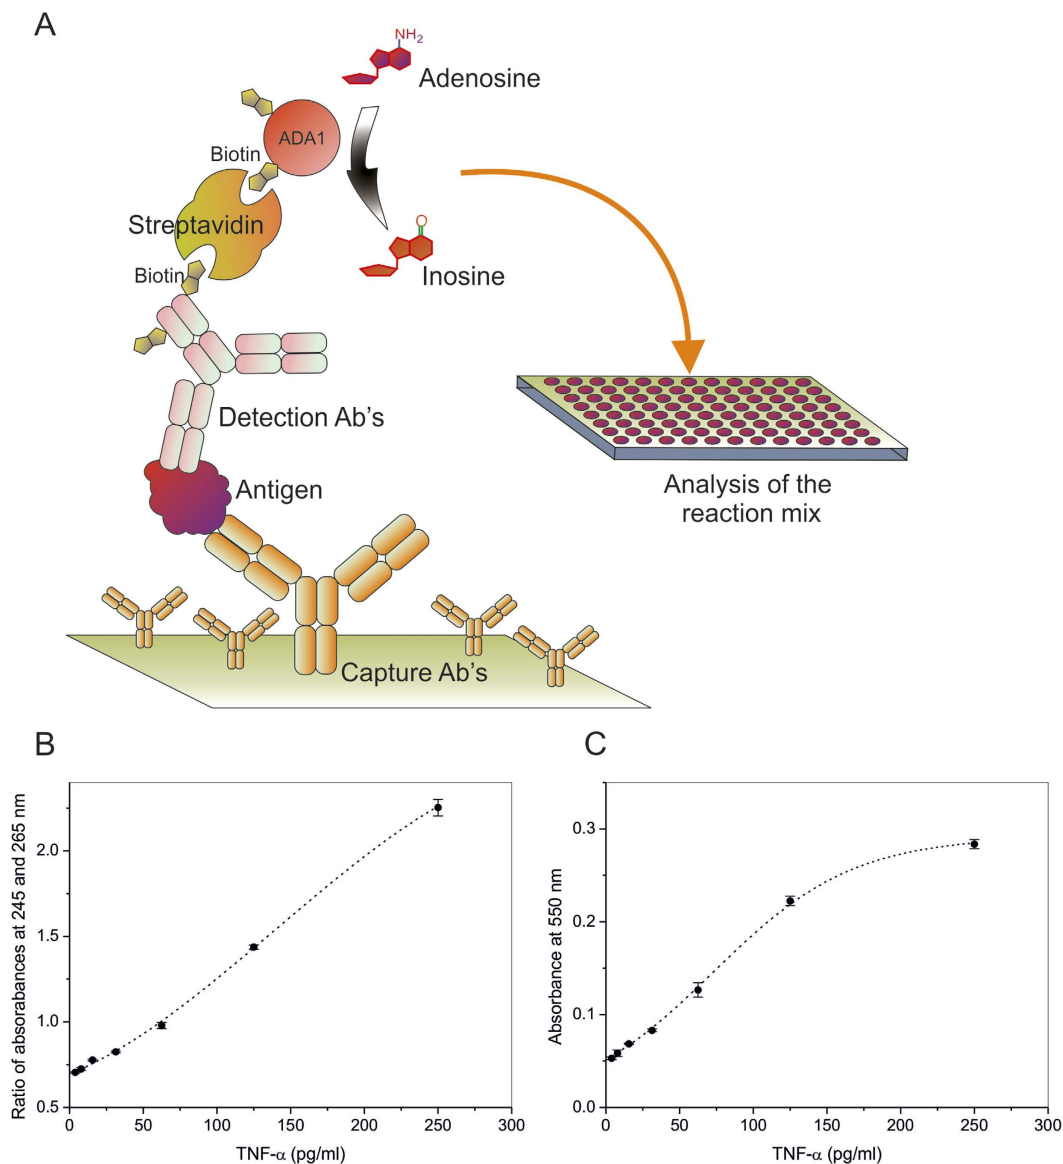 A
NH2
Adenosine
ADA1
Biotin
Streptavidin
O
Inosine
Biotin
Detection Ab's
Antigen
Analysis of the
reaction mix
Capture Ab's
B
Ratio of absorabances at 245 and 265 nm
2.0
1.5
1.0
0.5
0 50 100 150 200 250 300
TNF-α (pg/ml)
C
Absorbance at 550 nm
0.3
0.2
0.1
0.0
0 50 100 150 200 250 300
TNF-α (pg/ml)